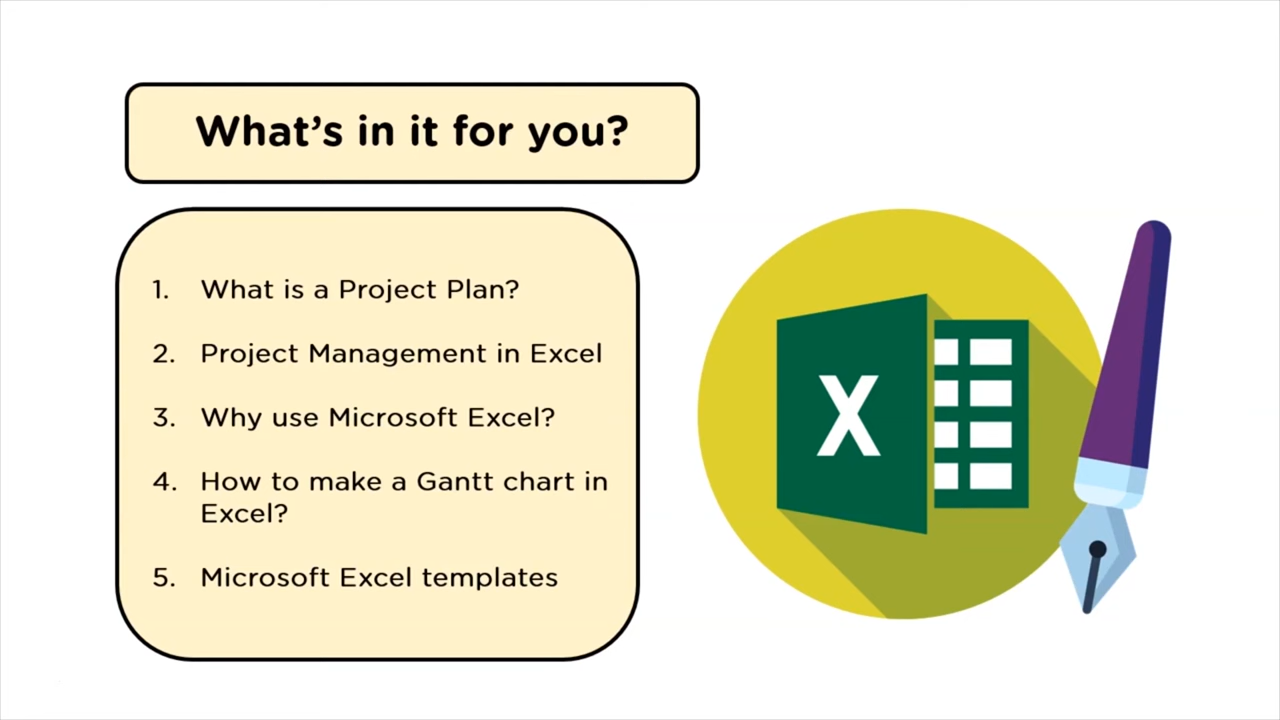 What's in it for you?
1. What is a Project Plan?
2. Project Management in Excel
3. Why use Microsoft Excel?
4. How to make a Gantt chart in
Excel?
5. Microsoft Excel templates
X